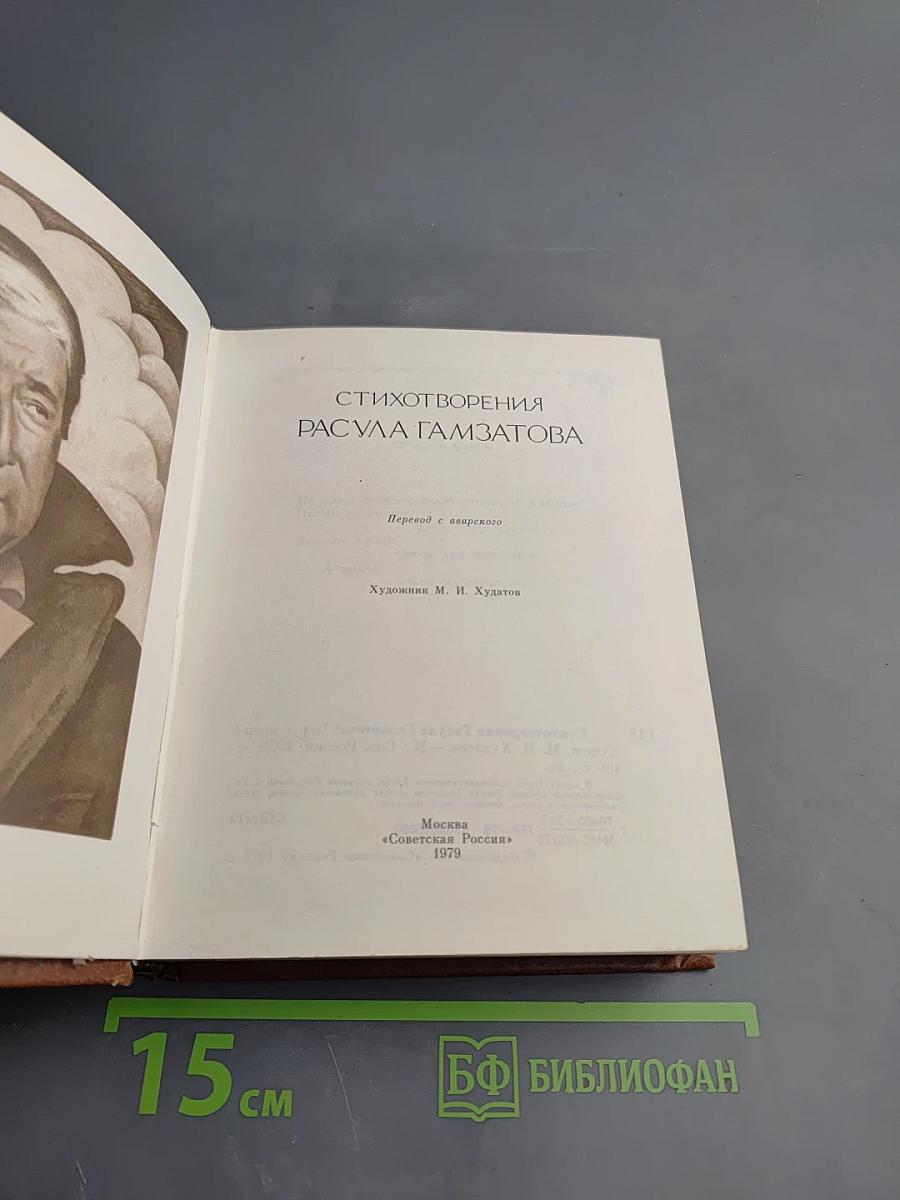 СТИХОТВОРЕНИЯ
РАСУЛА ГАМЗАТОВА
Перевод с аварского
Художник М. И. Худатов
Москва
«Советская Россия»
1979
15 см
БФ БИБЛИОФАН